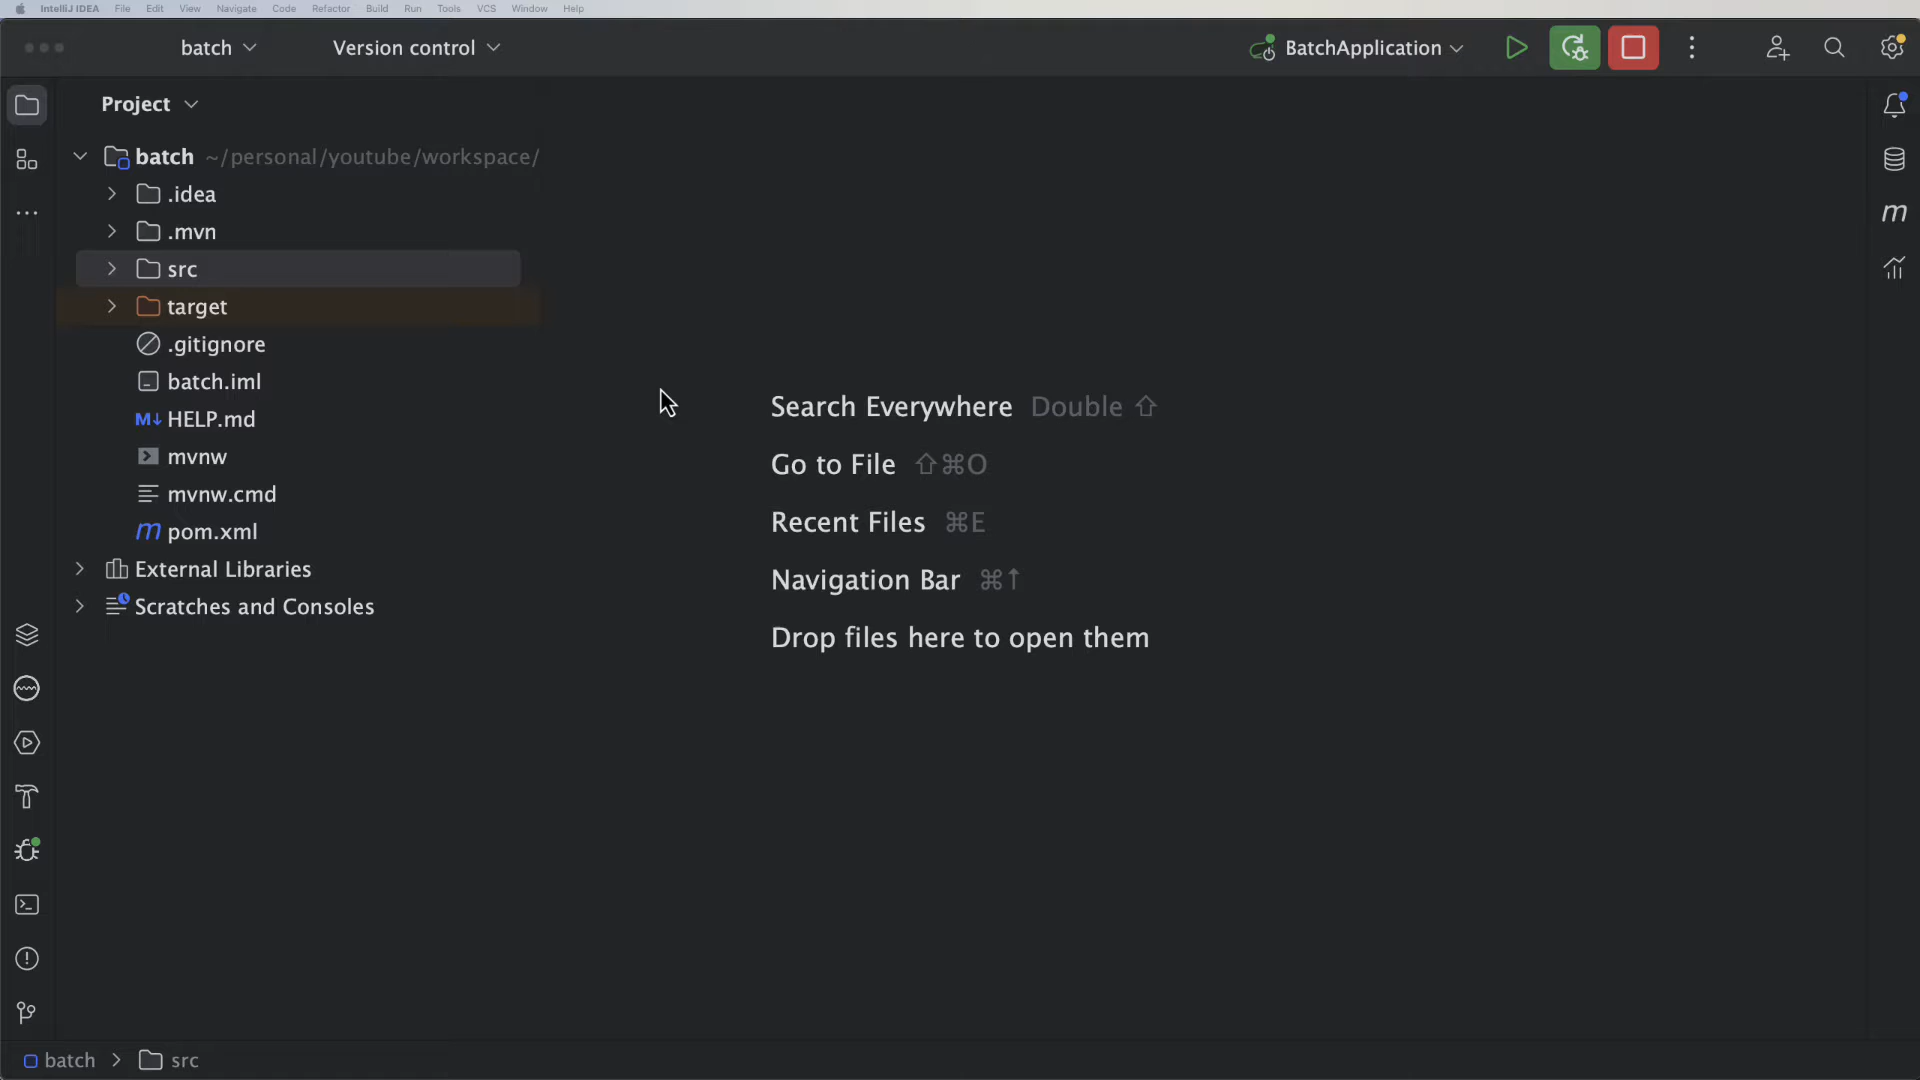 IntelliJ IDEA File Edit View Navigate Code Refactor Build Run Tools VCS Window Help
batch Version control BatchApplication
Project
batch ~/personal/youtube/workspace/
.idea
.mvn
src
target
.gitignore
batch.iml
HELP.md
mvnw
mvnw.cmd
pom.xml
External Libraries
Scratches and Consoles
Search Everywhere Double ⇧
Go to File ⇧⌘O
Recent Files ⌘E
Navigation Bar ⌘↑
Drop files here to open them
batch > src